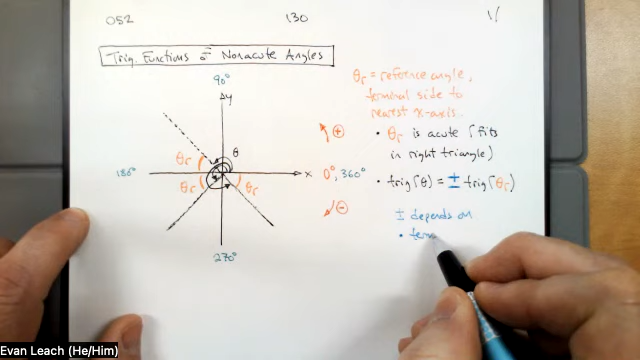 052 130 1/
Trig. Functions of Nonacute Angles
90°
y
θ
θr
θr
θr
180°
x
0°, 360°
270°
+
−
θr = reference angle,
terminal side to
nearest x-axis.
• θr is acute (fits
in right triangle)
• trig(θ) = ± trig(θr)
± depends on
• term
Evan Leach (He/Him)